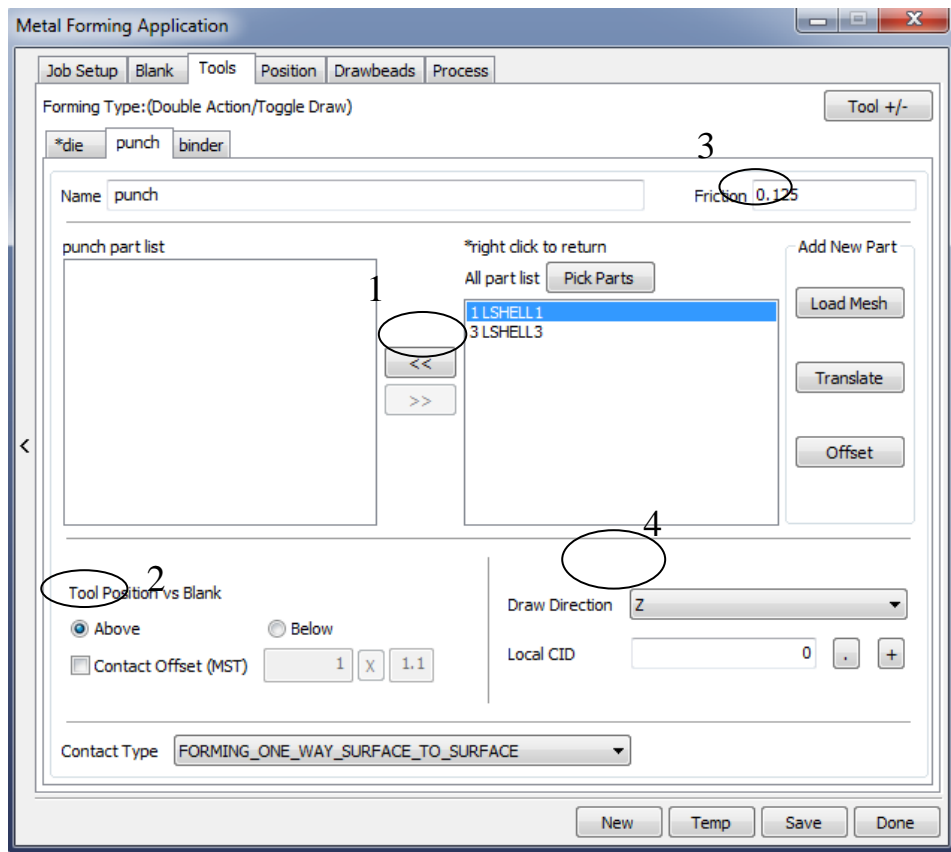 Metal Forming Application
Job Setup Blank Tools Position Drawbeads Process
Forming Type:(Double Action/Toggle Draw) Tool +/-
*die punch binder
3
Name punch Friction 0.125
punch part list *right click to return Add New Part
All part list Pick Parts
1
1 LSHELL1 Load Mesh
3 LSHELL3
<<
Translate
>>
<
Offset
4
2
Tool Position vs Blank
Draw Direction Z
Above Below
Contact Offset (MST) 1 X 1.1 Local CID 0 . +
Contact Type FORMING_ONE_WAY_SURFACE_TO_SURFACE
New Temp Save Done